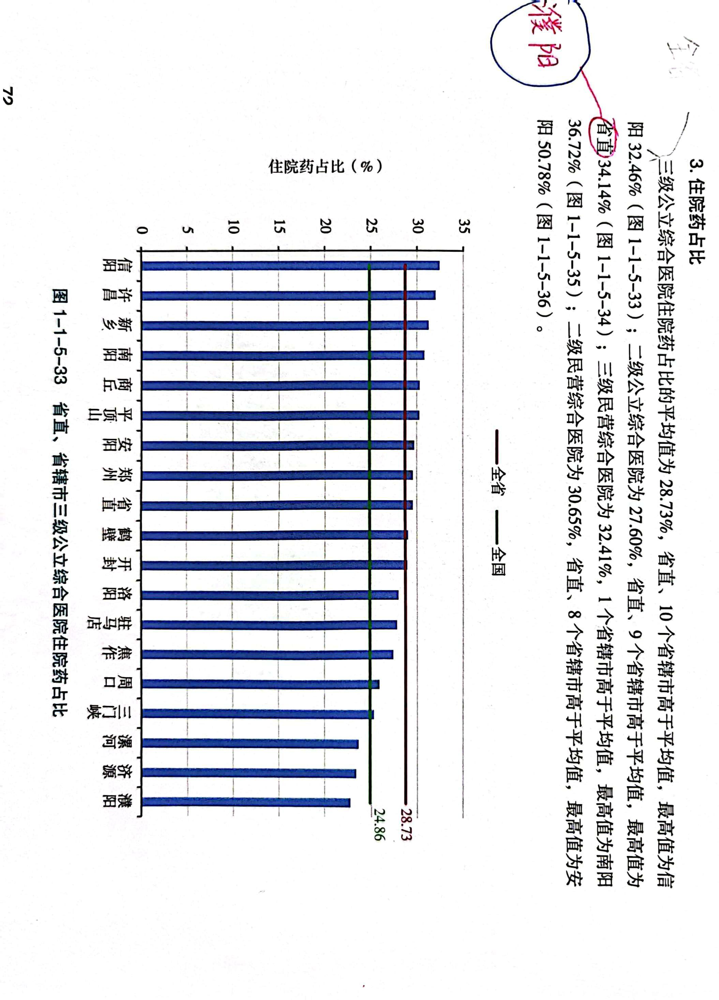 全省
濮阳
3. 住院药占比
三级公立综合医院住院药占比的平均值为 28.73%，省直、10 个省辖市高于平均值，最高值为信
阳 32.46%（图 1-1-5-33）；二级公立综合医院为 27.60%，省直、9 个省辖市高于平均值，最高值为
省直 34.14%（图 1-1-5-34）；三级民营综合医院为 32.41%，1 个省辖市高于平均值，最高值为南阳
36.72%（图 1-1-5-35）；二级民营综合医院为 30.65%，省直、8 个省辖市高于平均值，最高值为安
阳 50.78%（图 1-1-5-36）。
全省 全国
住院药占比（%）
35
30
25
20
15
10
5
0
28.73
24.86
信阳 许昌 新乡 南阳 商丘 平顶山 安阳 郑州 省直 鹤壁 开封 洛阳 驻马店 焦作 周口 三门峡 漯河 济源 濮阳
图 1-1-5-33 省直、省辖市三级公立综合医院住院药占比
72